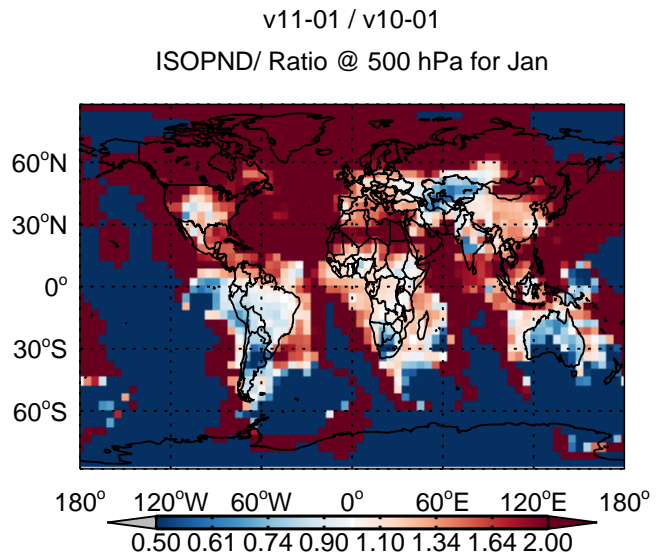 v11-01 / v10-01
ISOPND/ Ratio @ 500 hPa for Jan
60°N
30°N
0°
30°S
60°S
180° 120°W 60°W 0° 60°E 120°E 180°
0.50 0.61 0.74 0.90 1.10 1.34 1.64 2.00